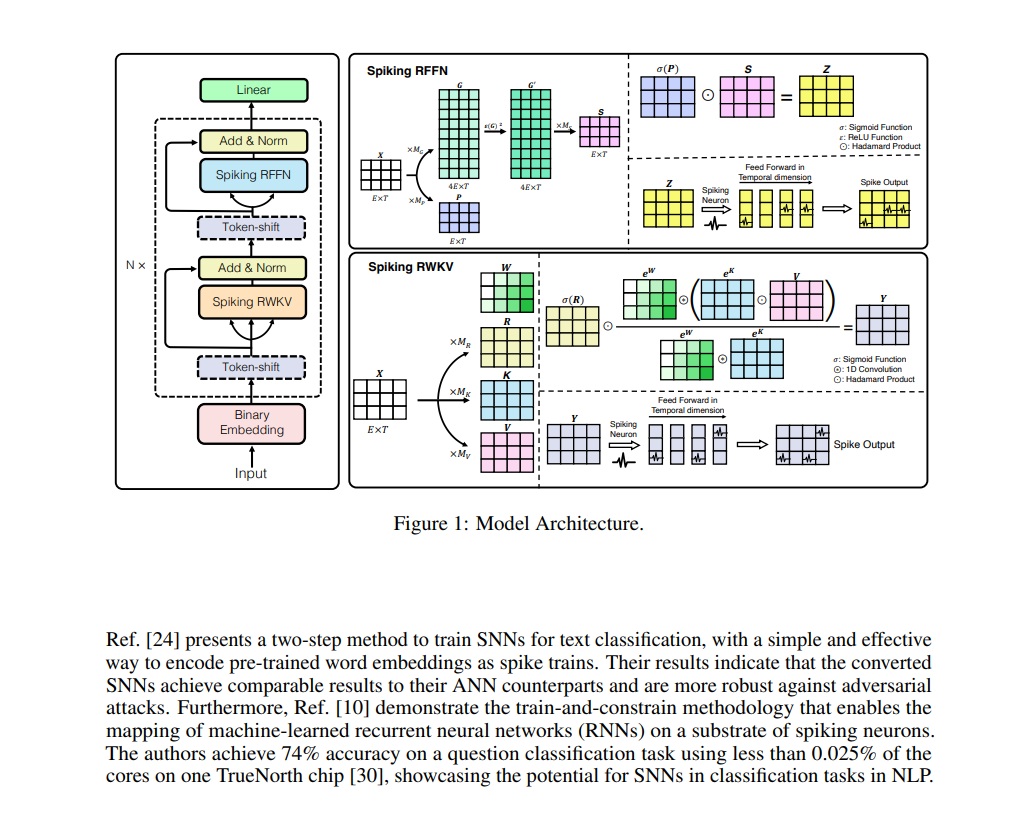 Linear
Add & Norm
Spiking RFFN
Token-shift
N ×
Add & Norm
Spiking RWKV
Token-shift
Binary
Embedding
Input
Spiking RFFN
X
E×T
×M_G
×M_P
G
4E×T
P
E×T
ε(G)²
G'
4E×T
S
E×T
σ(P)
⊙
S
=
Z
σ: Sigmoid Function
ε: ReLU Function
⊙: Hadamard Product
Z
Spiking
Neuron
Feed Forward in
Temporal dimension
Spike Output
Spiking RWKV
X
E×T
×M_R
×M_K
×M_V
W
R
K
V
σ(R)
⊙
e^W
⊕
(
e^K
⊙
V
)
e^W
⊕
e^K
=
Y
σ: Sigmoid Function
⊕: 1D Convolution
⊙: Hadamard Product
Y
Spiking
Neuron
Feed Forward in
Temporal dimension
Spike Output
Figure 1: Model Architecture.
Ref. [24] presents a two-step method to train SNNs for text classification, with a simple and effective
way to encode pre-trained word embeddings as spike trains. Their results indicate that the converted
SNNs achieve comparable results to their ANN counterparts and are more robust against adversarial
attacks. Furthermore, Ref. [10] demonstrate the train-and-constrain methodology that enables the
mapping of machine-learned recurrent neural networks (RNNs) on a substrate of spiking neurons.
The authors achieve 74% accuracy on a question classification task using less than 0.025% of the
cores on one TrueNorth chip [30], showcasing the potential for SNNs in classification tasks in NLP.